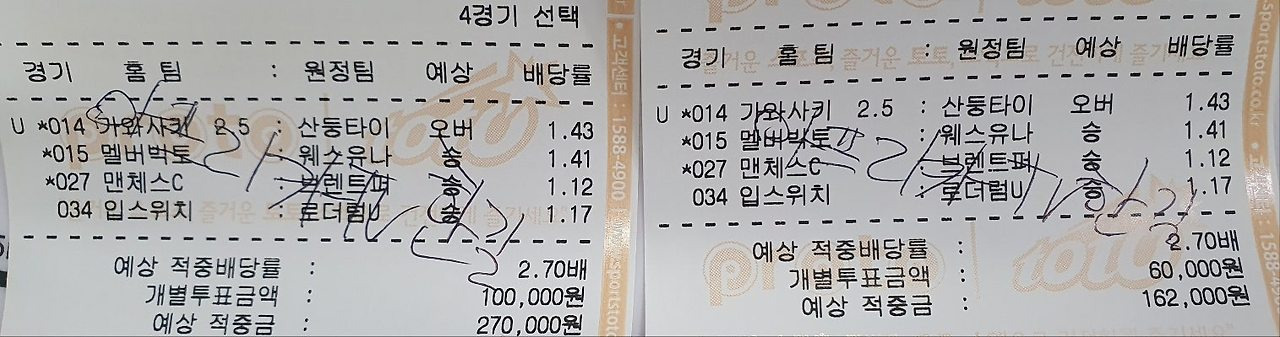 4경기 선택
경기 홈 팀 : 원정팀 예상 배당률
U *014 가와사키 2.5 : 산둥타이 오버 1.43
*015 멜버벅토 : 웨스유나 승 1.41
*027 맨체스C : 브렌트퍼 승 1.12
034 입스위치 : 로더럼U 승 1.17
예상 적중배당률 : 2.70배
개별투표금액 : 100,000원
예상 적중금 : 270,000원
고객센터 : 1588-4900
sportstoto.co
경기 홈 팀 : 원정팀 예상 배당률
U *014 가와사키 2.5 : 산둥타이 오버 1.43
*015 멜버벅토 : 웨스유나 승 1.41
*027 맨체스C : 브렌트퍼 승 1.12
034 입스위치 : 로더럼U 승 1.17
예상 적중배당률 : 2.70배
개별투표금액 : 60,000원
예상 적중금 : 162,000원
sportstoto.co.kr
proto toto